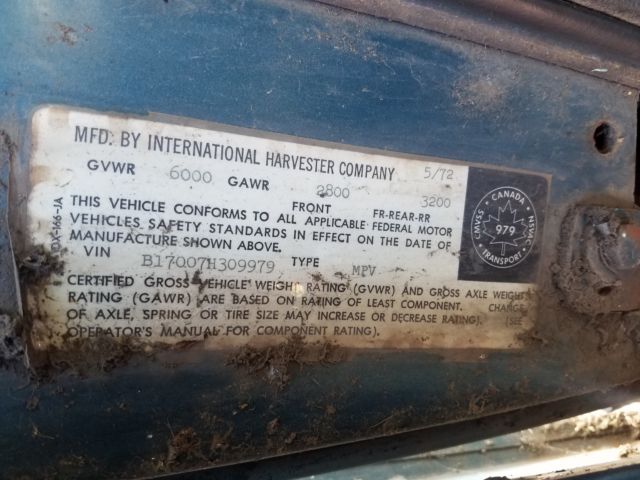 MFD. BY INTERNATIONAL HARVESTER COMPANY 5/72
GVWR 6000 GAWR 2800 3200
FRONT FR-REAR-RR
THIS VEHICLE CONFORMS TO ALL APPLICABLE FEDERAL MOTOR
VEHICLES SAFETY STANDARDS IN EFFECT ON THE DATE OF
MANUFACTURE SHOWN ABOVE.
VIN B17007H309979 TYPE MPV
CERTIFIED GROSS VEHICLE WEIGHT RATING (GVWR) AND GROSS AXLE WEIGHT
RATING (GAWR) ARE BASED ON RATING OF LEAST COMPONENT. CHANGE
OF AXLE, SPRING OR TIRE SIZE MAY INCREASE OR DECREASE RATING). (SEE
OPERATOR'S MANUAL FOR COMPONENT RATING).
CANADA
CMVSS 979 NSVAC
TRANSPORT